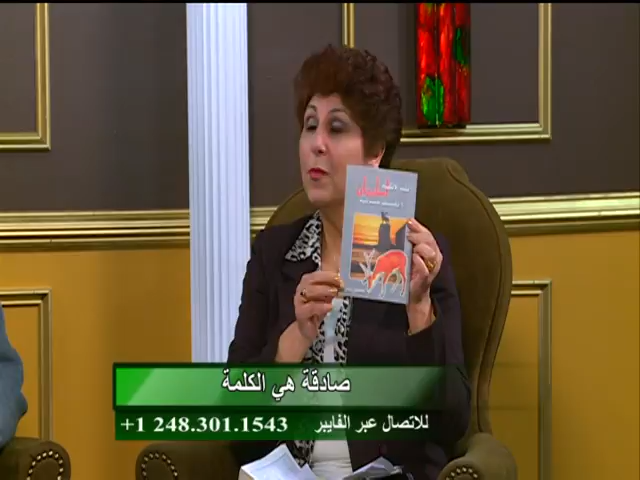 صادقة هي الكلمة
للاتصال عبر الفايبر +1 248.301.1543